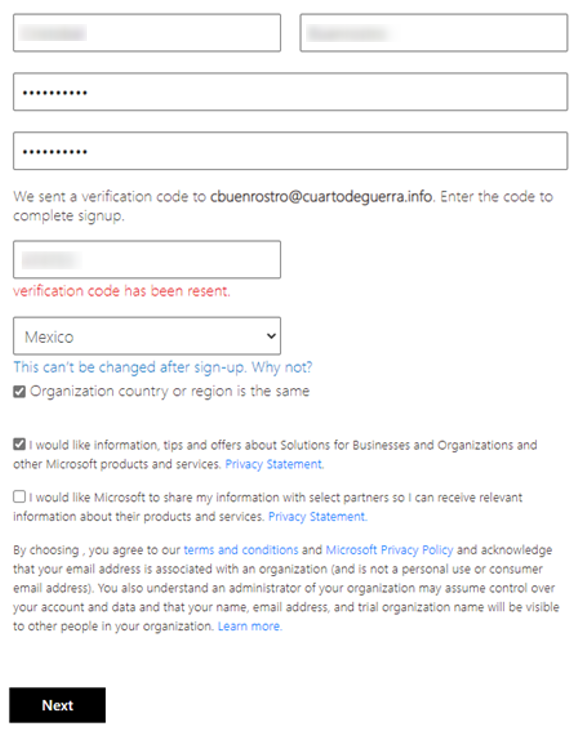 ••••••••••
••••••••••
We sent a verification code to cbuenrostro@cuartodeguerra.info. Enter the code to
complete signup.
verification code has been resent.
Mexico
This can't be changed after sign-up. Why not?
Organization country or region is the same
I would like information, tips and offers about Solutions for Businesses and Organizations and
other Microsoft products and services. Privacy Statement.
I would like Microsoft to share my information with select partners so I can receive relevant
information about their products and services. Privacy Statement.
By choosing , you agree to our terms and conditions and Microsoft Privacy Policy and acknowledge
that your email address is associated with an organization (and is not a personal use or consumer
email address). You also understand an administrator of your organization may assume control over
your account and data and that your name, email address, and trial organization name will be visible
to other people in your organization. Learn more.
Next